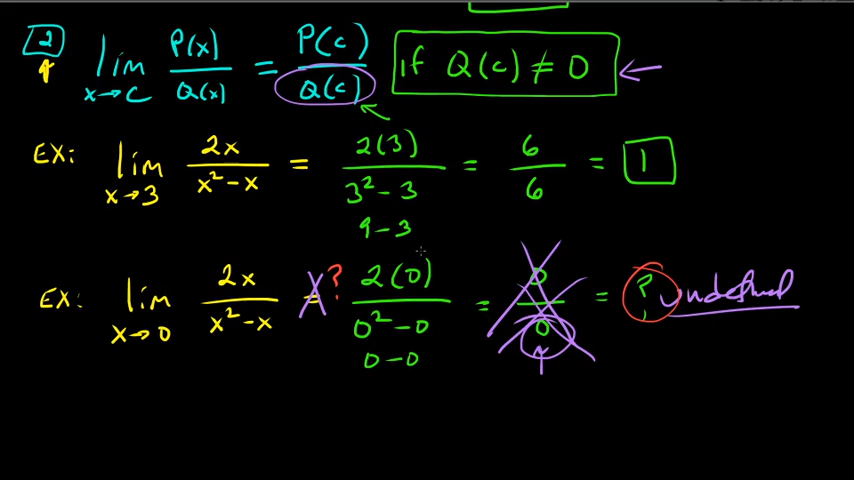 2 lim x→c P(x)/Q(x) = P(c)/Q(c) if Q(c) ≠ 0
EX: lim x→3 2x/(x² - x) = 2(3)/(3² - 3) = 6/6 = 1
9 - 3
EX: lim x→0 2x/(x² - x) = ? 2(0)/(0² - 0) = 0/0 = ? undefined
0 - 0